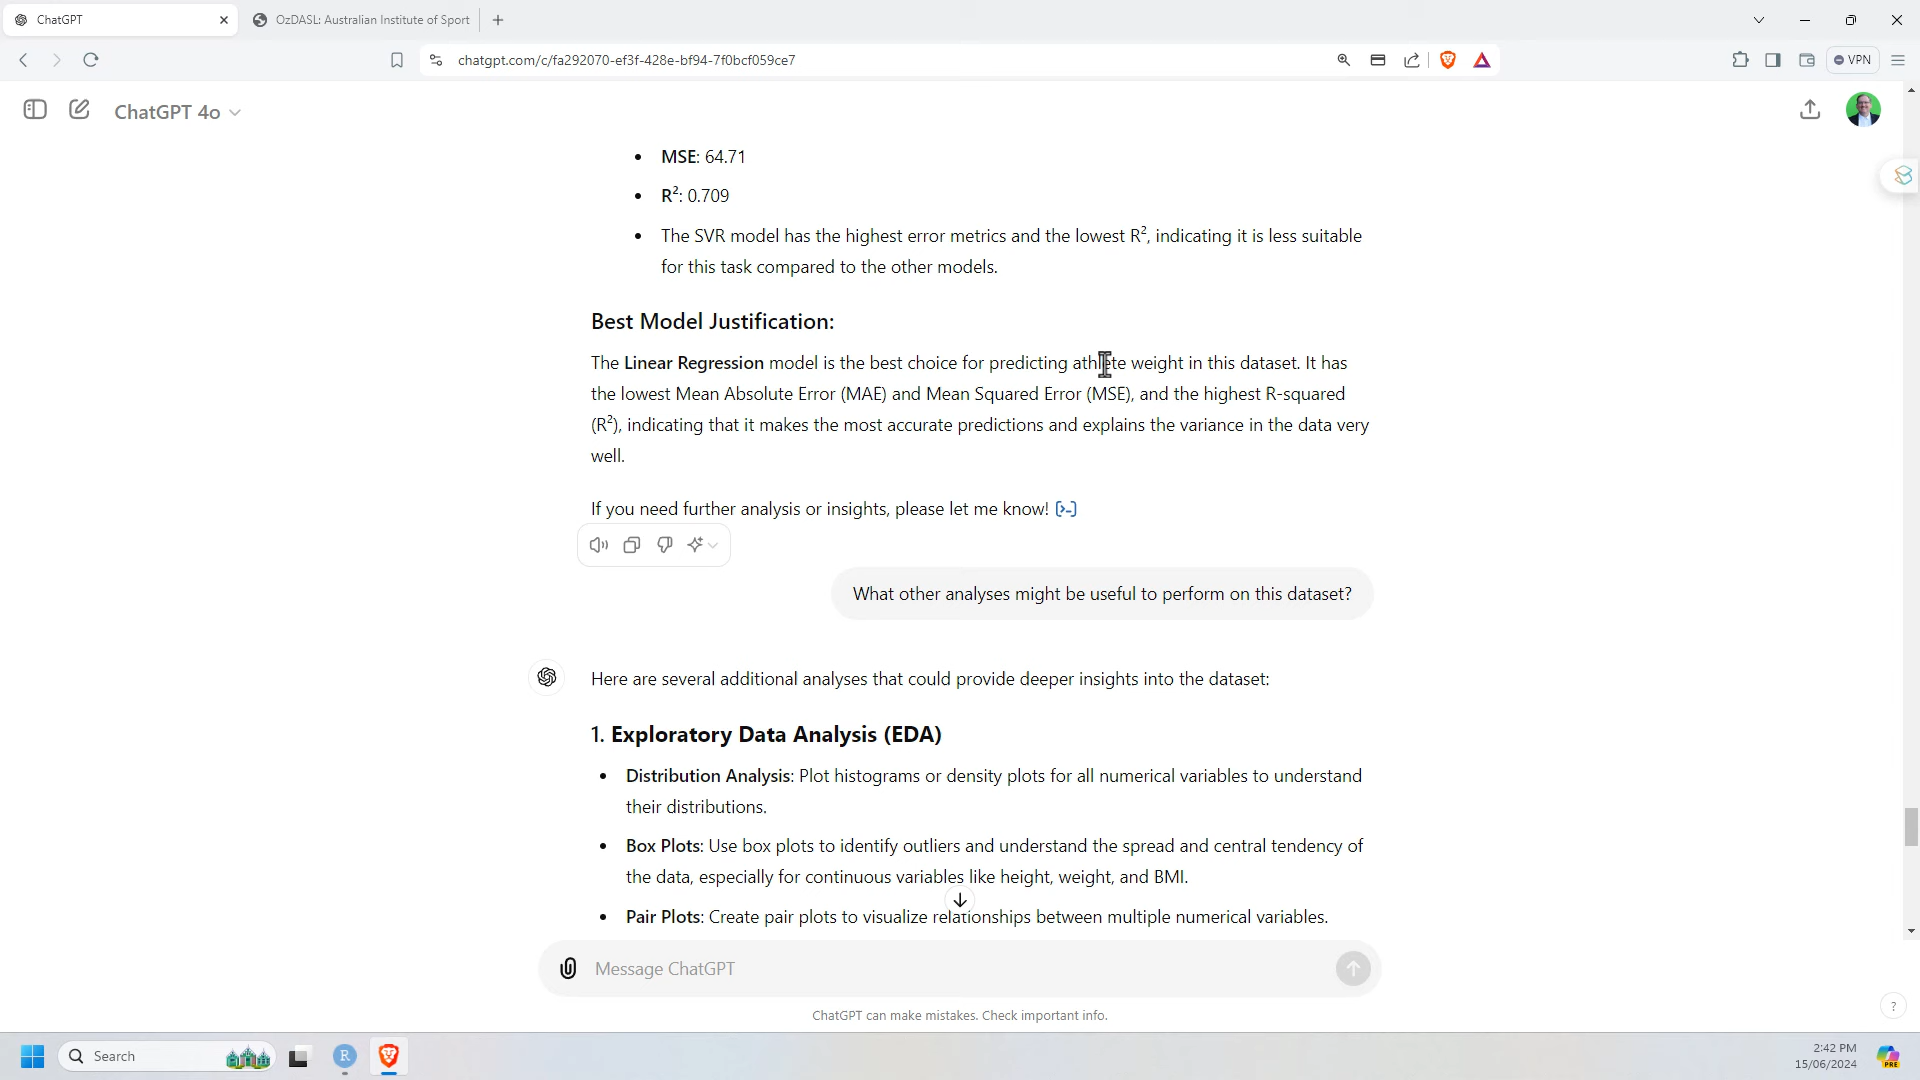 ChatGPT
OzDASL: Australian Institute of Sport
chatgpt.com/c/fa292070-ef3f-428e-bf94-7f0bcf059ce7
VPN
ChatGPT 4o
• MSE: 64.71
• R²: 0.709
• The SVR model has the highest error metrics and the lowest R², indicating it is less suitable
for this task compared to the other models.
Best Model Justification:
The Linear Regression model is the best choice for predicting athlete weight in this dataset. It has
the lowest Mean Absolute Error (MAE) and Mean Squared Error (MSE), and the highest R-squared
(R²), indicating that it makes the most accurate predictions and explains the variance in the data very
well.
If you need further analysis or insights, please let me know! [>-]
What other analyses might be useful to perform on this dataset?
Here are several additional analyses that could provide deeper insights into the dataset:
1. Exploratory Data Analysis (EDA)
• Distribution Analysis: Plot histograms or density plots for all numerical variables to understand
their distributions.
• Box Plots: Use box plots to identify outliers and understand the spread and central tendency of
the data, especially for continuous variables like height, weight, and BMI.
• Pair Plots: Create pair plots to visualize relationships between multiple numerical variables.
Message ChatGPT
ChatGPT can make mistakes. Check important info.
?
Search
R
2:42 PM
15/06/2024
PRE